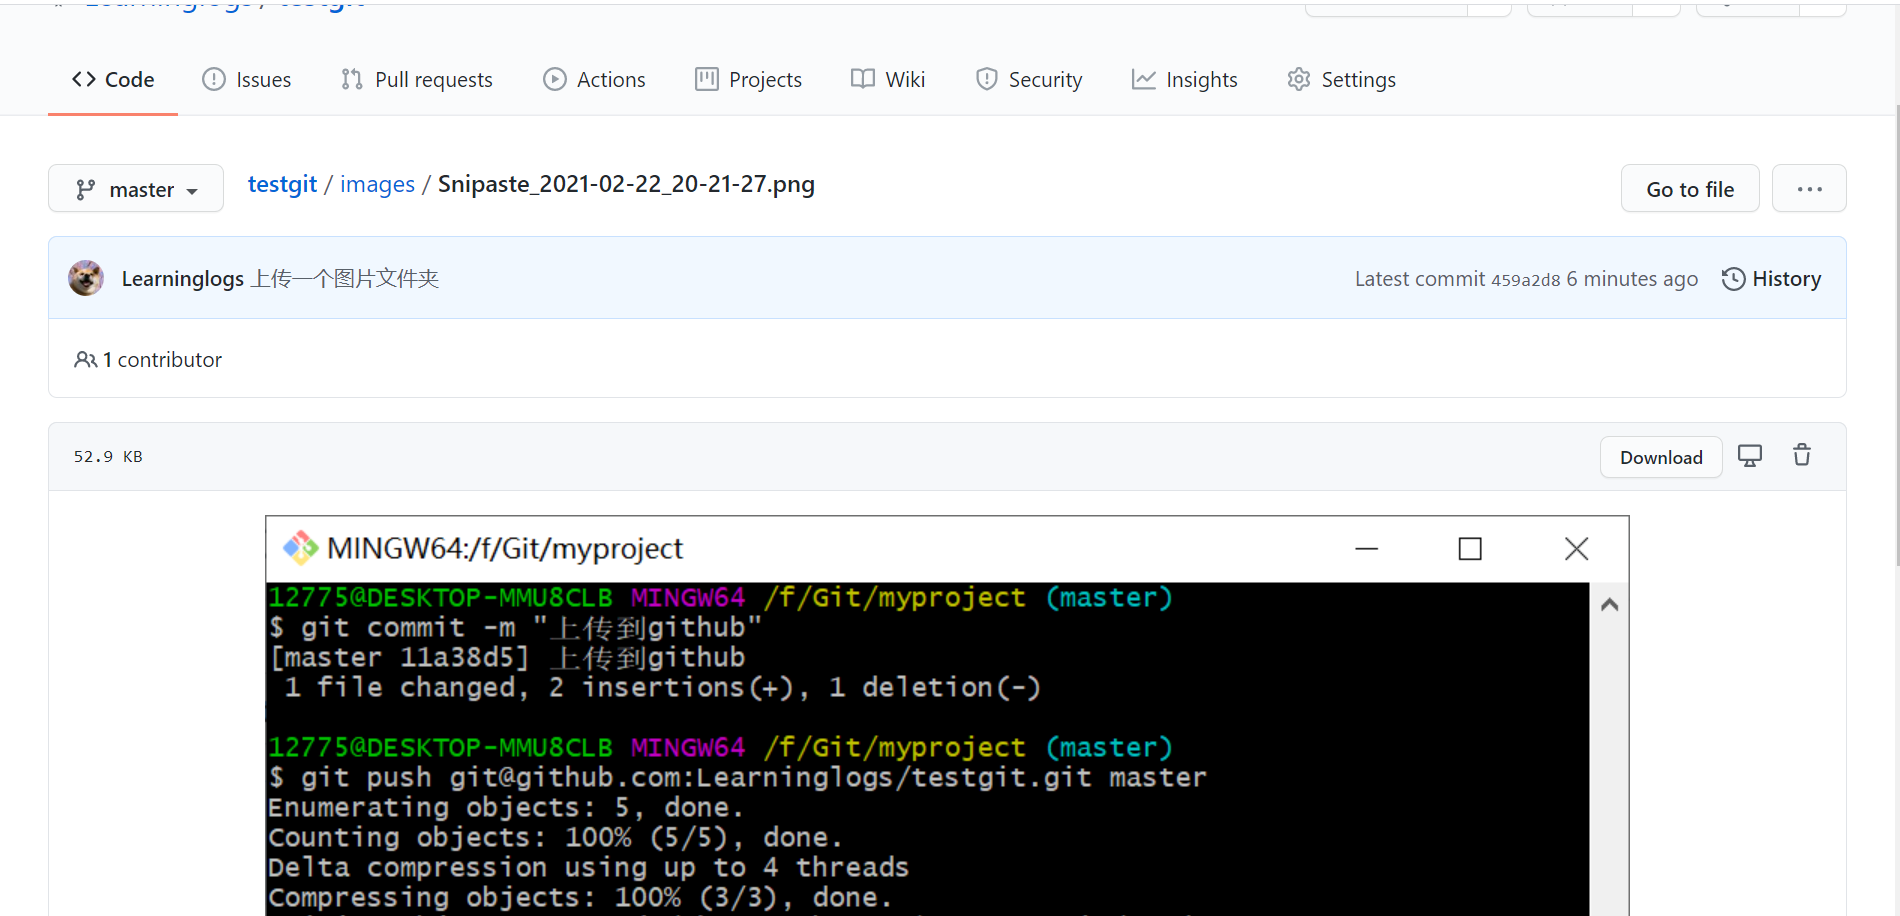 Learninglogs / testgit
Code Issues Pull requests Actions Projects Wiki Security Insights Settings
master testgit / images / Snipaste_2021-02-22_20-21-27.png Go to file
Learninglogs 上传一个图片文件夹 Latest commit 459a2d8 6 minutes ago History
1 contributor
52.9 KB Download
MINGW64:/f/Git/myproject
12775@DESKTOP-MMU8CLB MINGW64 /f/Git/myproject (master)
$ git commit -m "上传到github"
[master 11a38d5] 上传到github
1 file changed, 2 insertions(+), 1 deletion(-)
12775@DESKTOP-MMU8CLB MINGW64 /f/Git/myproject (master)
$ git push git@github.com:Learninglogs/testgit.git master
Enumerating objects: 5, done.
Counting objects: 100% (5/5), done.
Delta compression using up to 4 threads
Compressing objects: 100% (3/3), done.